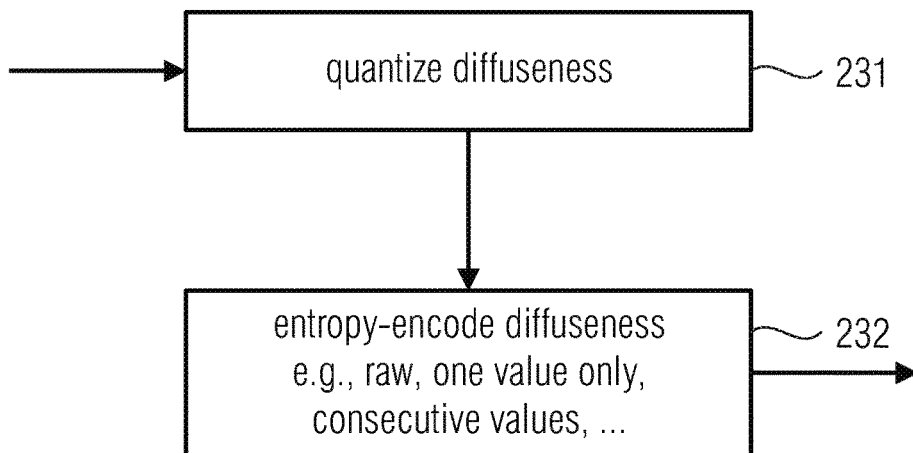 quantize diffuseness
231
entropy-encode diffuseness
232
e.g., raw, one value only,
consecutive values, ...